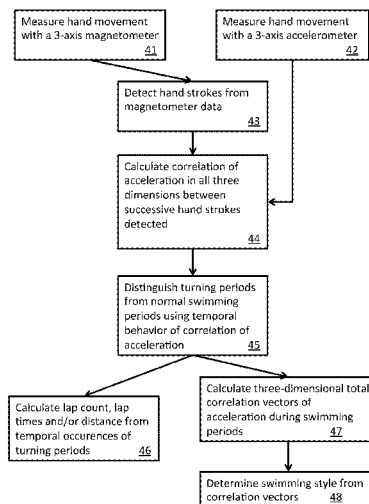 Measure hand movement
with a 3-axis magnetometer
41
Measure hand movement
with a 3-axis accelerometer
42
Detect hand strokes from
magnetometer data
43
Calculate correlation of
acceleration in all three
dimensions between
successive hand strokes
detected
44
Distinguish turning periods
from normal swimming
periods using temporal
behavior of correlation of
acceleration
45
Calculate lap count, lap
times and/or distance from
temporal occurences of
turning periods
46
Calculate three-dimensional total
correlation vectors of
acceleration during swimming
periods
47
Determine swimming style from
correlation vectors
48